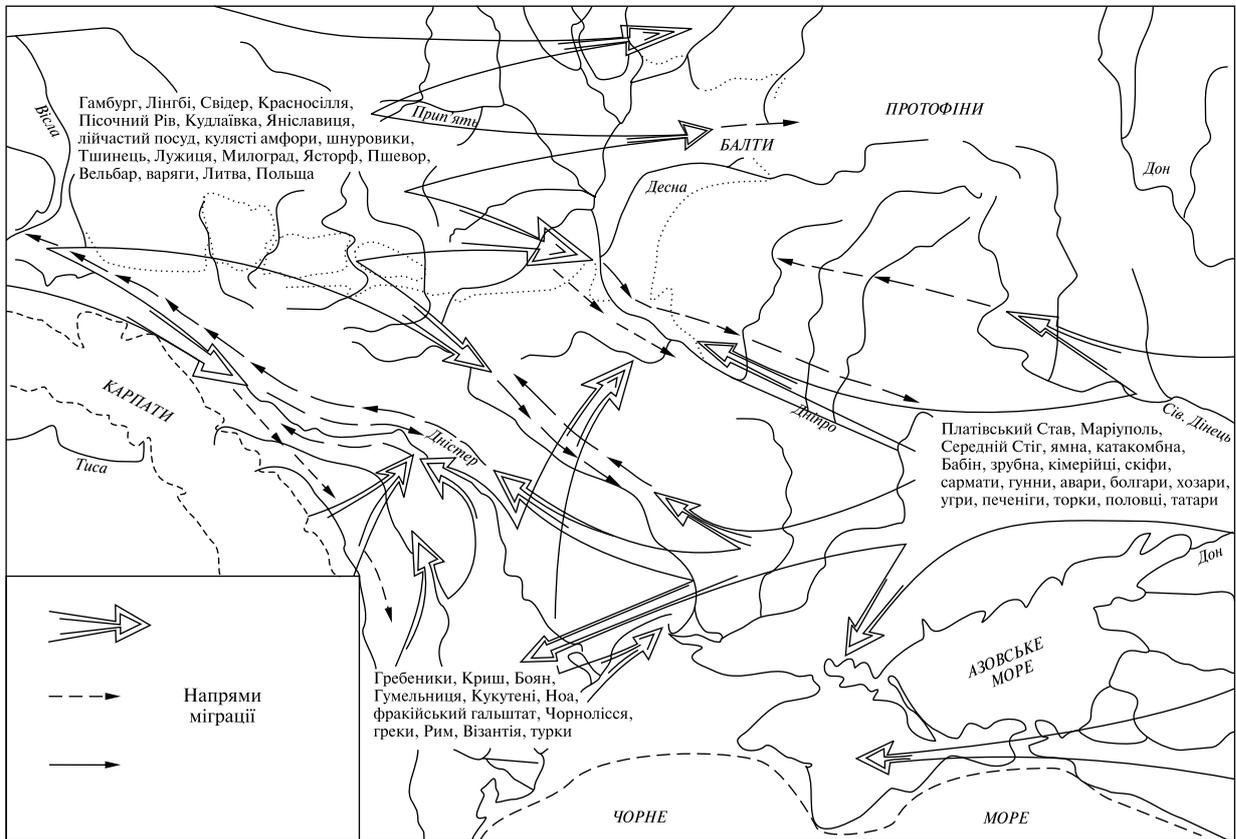 Гамбург, Лінгбі, Свідер, Красносілля,
Пісочний Рів, Кудлаївка, Яніславиця,
лійчастий посуд, кулясті амфори, шнуровики,
Тшинець, Лужиця, Милоград, Ясторф, Пшевор,
Вельбар, варяги, Литва, Польща
Вісла
Прип'ять
ПРОТОФІНИ
БАЛТИ
Десна
Дон
КАРПАТИ
Тиса
Дністер
Дніпро
Сів. Дінець
Платівський Став, Маріуполь,
Середній Стіг, ямна, катакомбна,
Бабін, зрубна, кімерійці, скіфи,
сармати, гунни, авари, болгари, хозари,
угри, печеніги, торки, половці, татари
Дон
АЗОВСЬКЕ
МОРЕ
Гребеники, Криш, Боян,
Гумельниця, Кукутені, Ноа,
фракійський гальштат, Чорнолісся,
греки, Рим, Візантія, турки
Напрями
міграції
ЧОРНЕ
МОРЕ